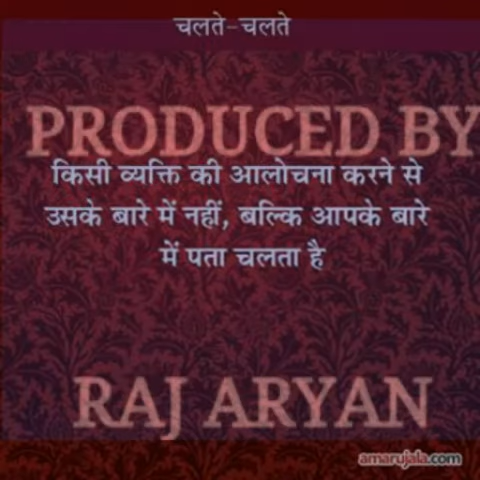 चलते-चलते
PRODUCED BY
किसी व्यक्ति की आलोचना करने से
उसके बारे में नहीं, बल्कि आपके बारे
में पता चलता है
RAJ ARYAN
amarujala.com